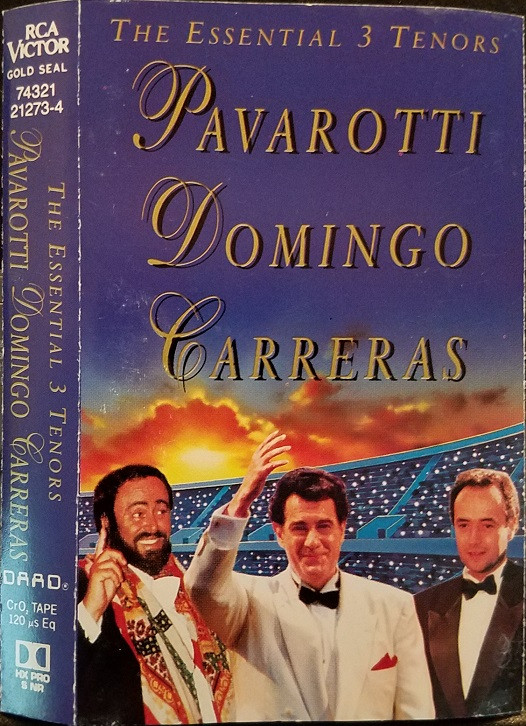 RCA
VICTOR
GOLD SEAL
74321
21273-4
THE ESSENTIAL 3 TENORS
PAVAROTTI DOMINGO CARRERAS
DAAD®
CrO₂ TAPE
120 μs Eq
HX PRO
S NR
THE ESSENTIAL 3 TENORS
PAVAROTTI
DOMINGO
CARRERAS